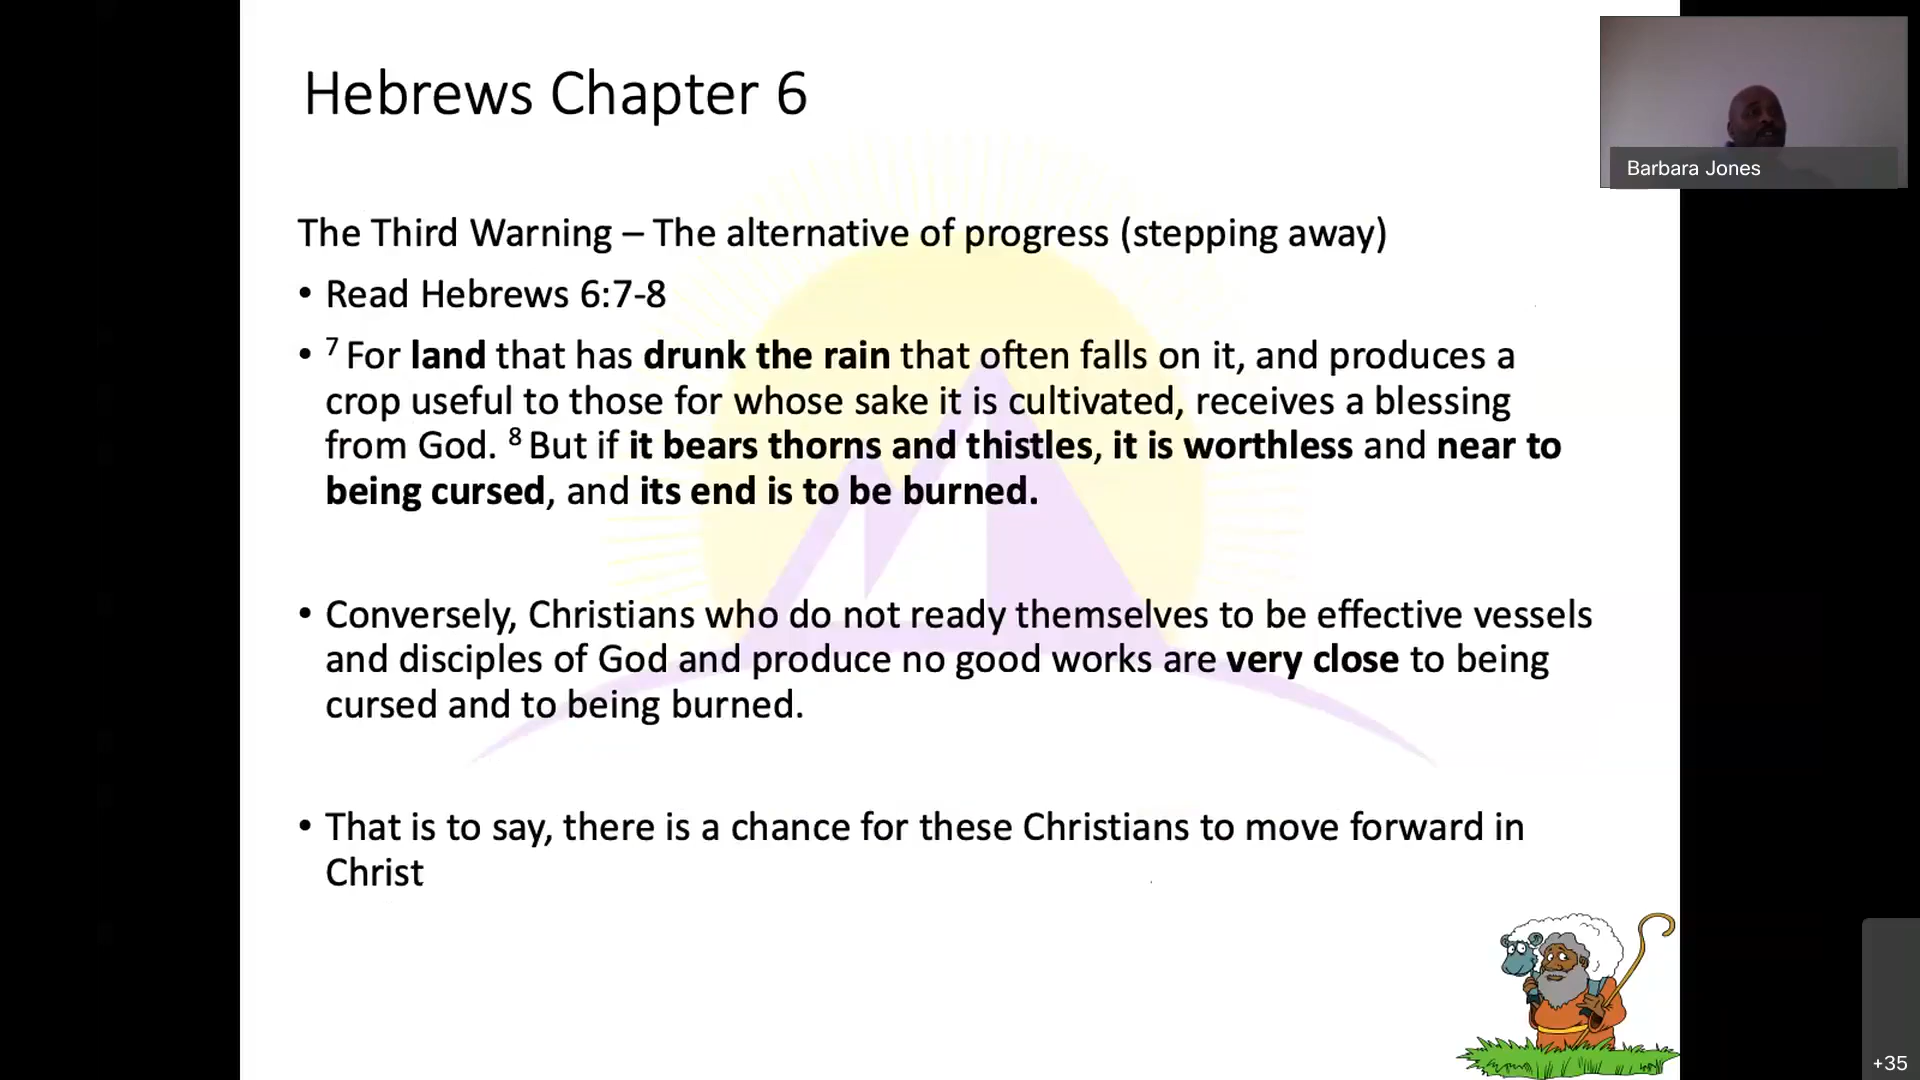 Hebrews Chapter 6
Barbara Jones
The Third Warning – The alternative of progress (stepping away)
• Read Hebrews 6:7-8
• 7 For land that has drunk the rain that often falls on it, and produces a
crop useful to those for whose sake it is cultivated, receives a blessing
from God. 8 But if it bears thorns and thistles, it is worthless and near to
being cursed, and its end is to be burned.
• Conversely, Christians who do not ready themselves to be effective vessels
and disciples of God and produce no good works are very close to being
cursed and to being burned.
• That is to say, there is a chance for these Christians to move forward in
Christ
+35